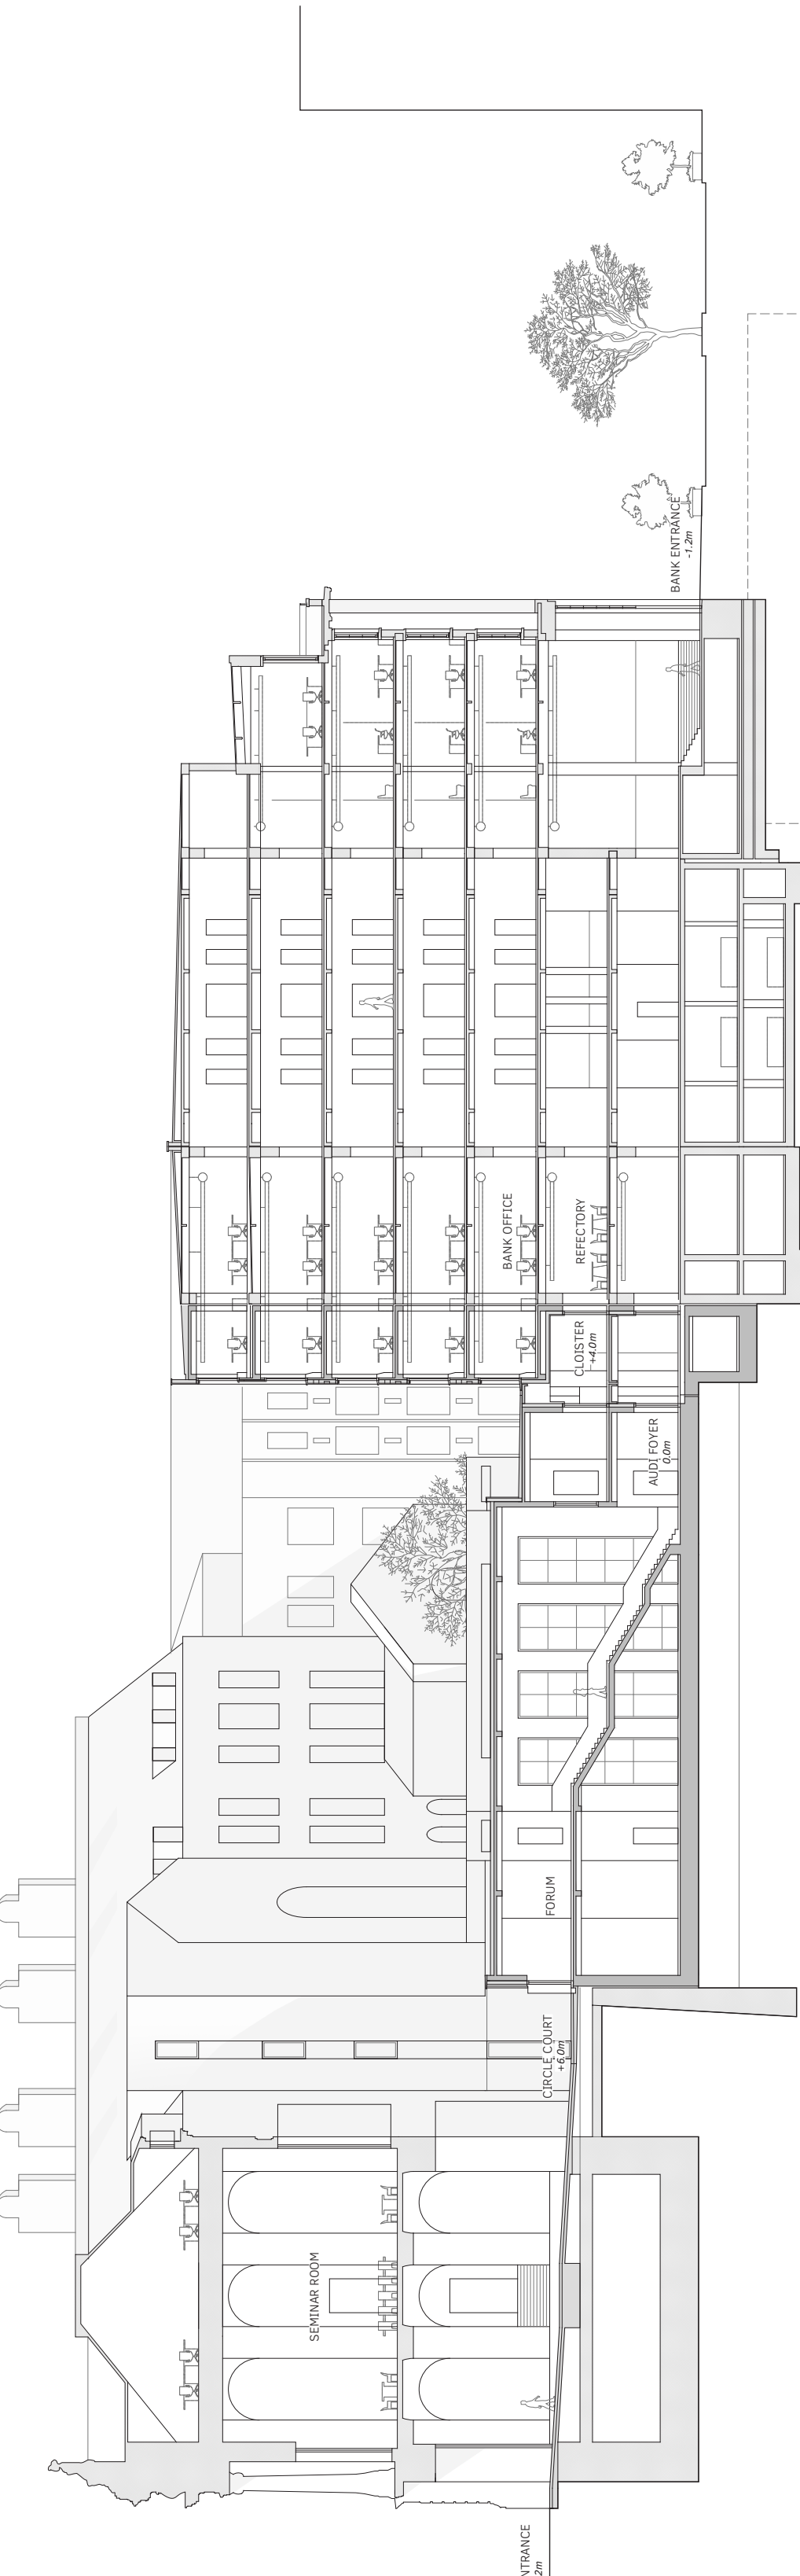 BANK ENTRANCE
-1.2m
BANK OFFICE
REFECTORY
CLOISTER
+4.0m
AUDI FOYER
0.0m
FORUM
CIRCLE COURT
+6.0m
SEMINAR ROOM